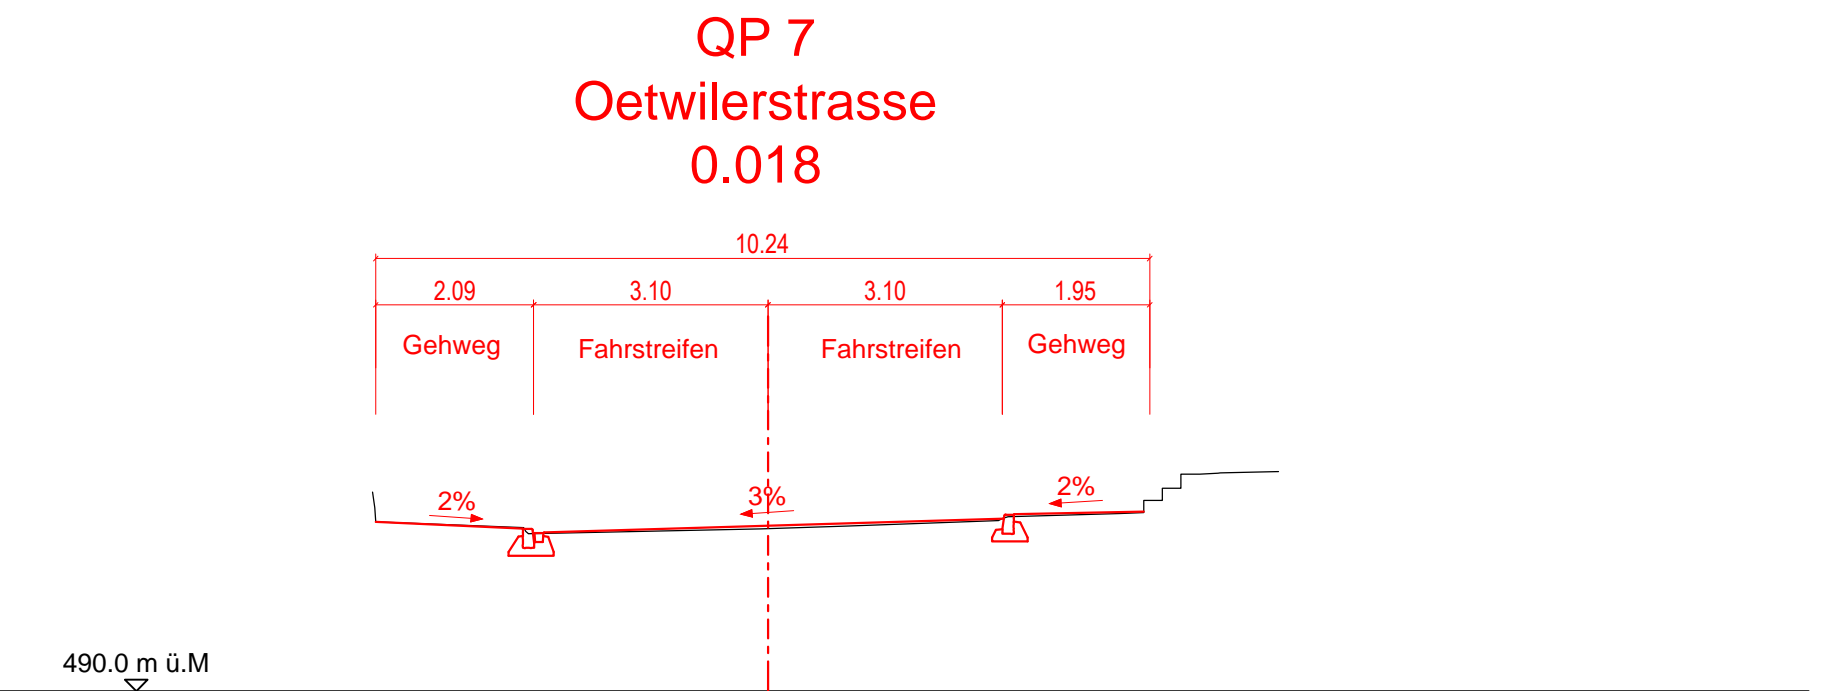 QP 7
Oetwilerstrasse
0.018
10.24
2.09 3.10 3.10 1.95
Gehweg Fahrstreifen Fahrstreifen Gehweg
2% 3% 2%
490.0 m ü.M